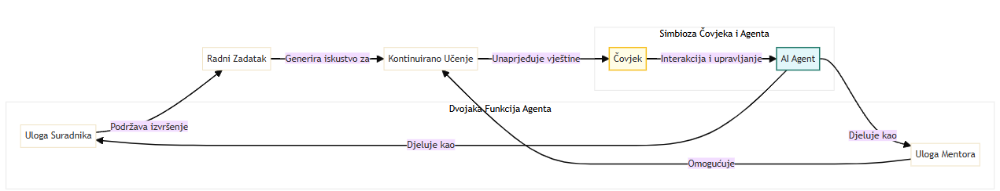 Simbioza Čovjeka i Agenta
Radni Zadatak
Generira iskustvo za
Kontinuirano Učenje
Unaprjeđuje vještine
Čovjek
Interakcija i upravljanje
AI Agent
Dvojaka Funkcija Agenta
Podržava izvršenje
Uloga Suradnika
Djeluje kao
Djeluje kao
Omogućuje
Uloga Mentora